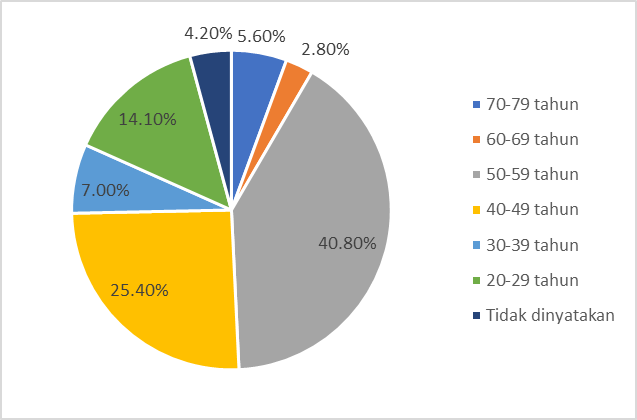 4.20%
5.60%
2.80%
14.10%
7.00%
40.80%
25.40%
70-79 tahun
60-69 tahun
50-59 tahun
40-49 tahun
30-39 tahun
20-29 tahun
Tidak dinyatakan